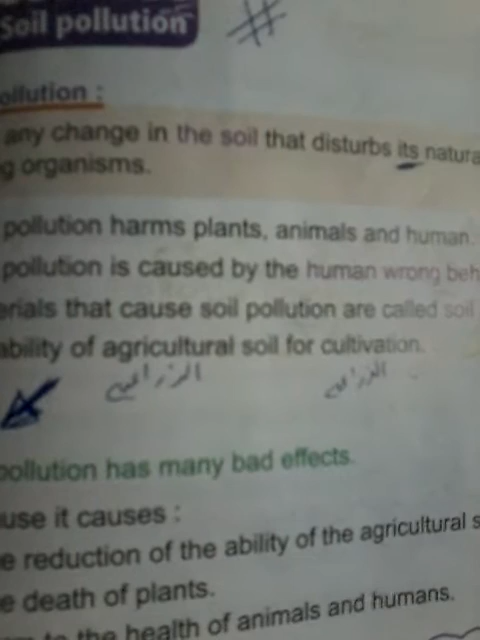 Soil pollution
ollution :
any change in the soil that disturbs its natura
g organisms.
pollution harms plants, animals and human.
pollution is caused by the human wrong beh
erials that cause soil pollution are called soil
ability of agricultural soil for cultivation.
الزراعية الزراعة
pollution has many bad effects.
use it causes :
e reduction of the ability of the agricultural s
e death of plants.
to the health of animals and humans.